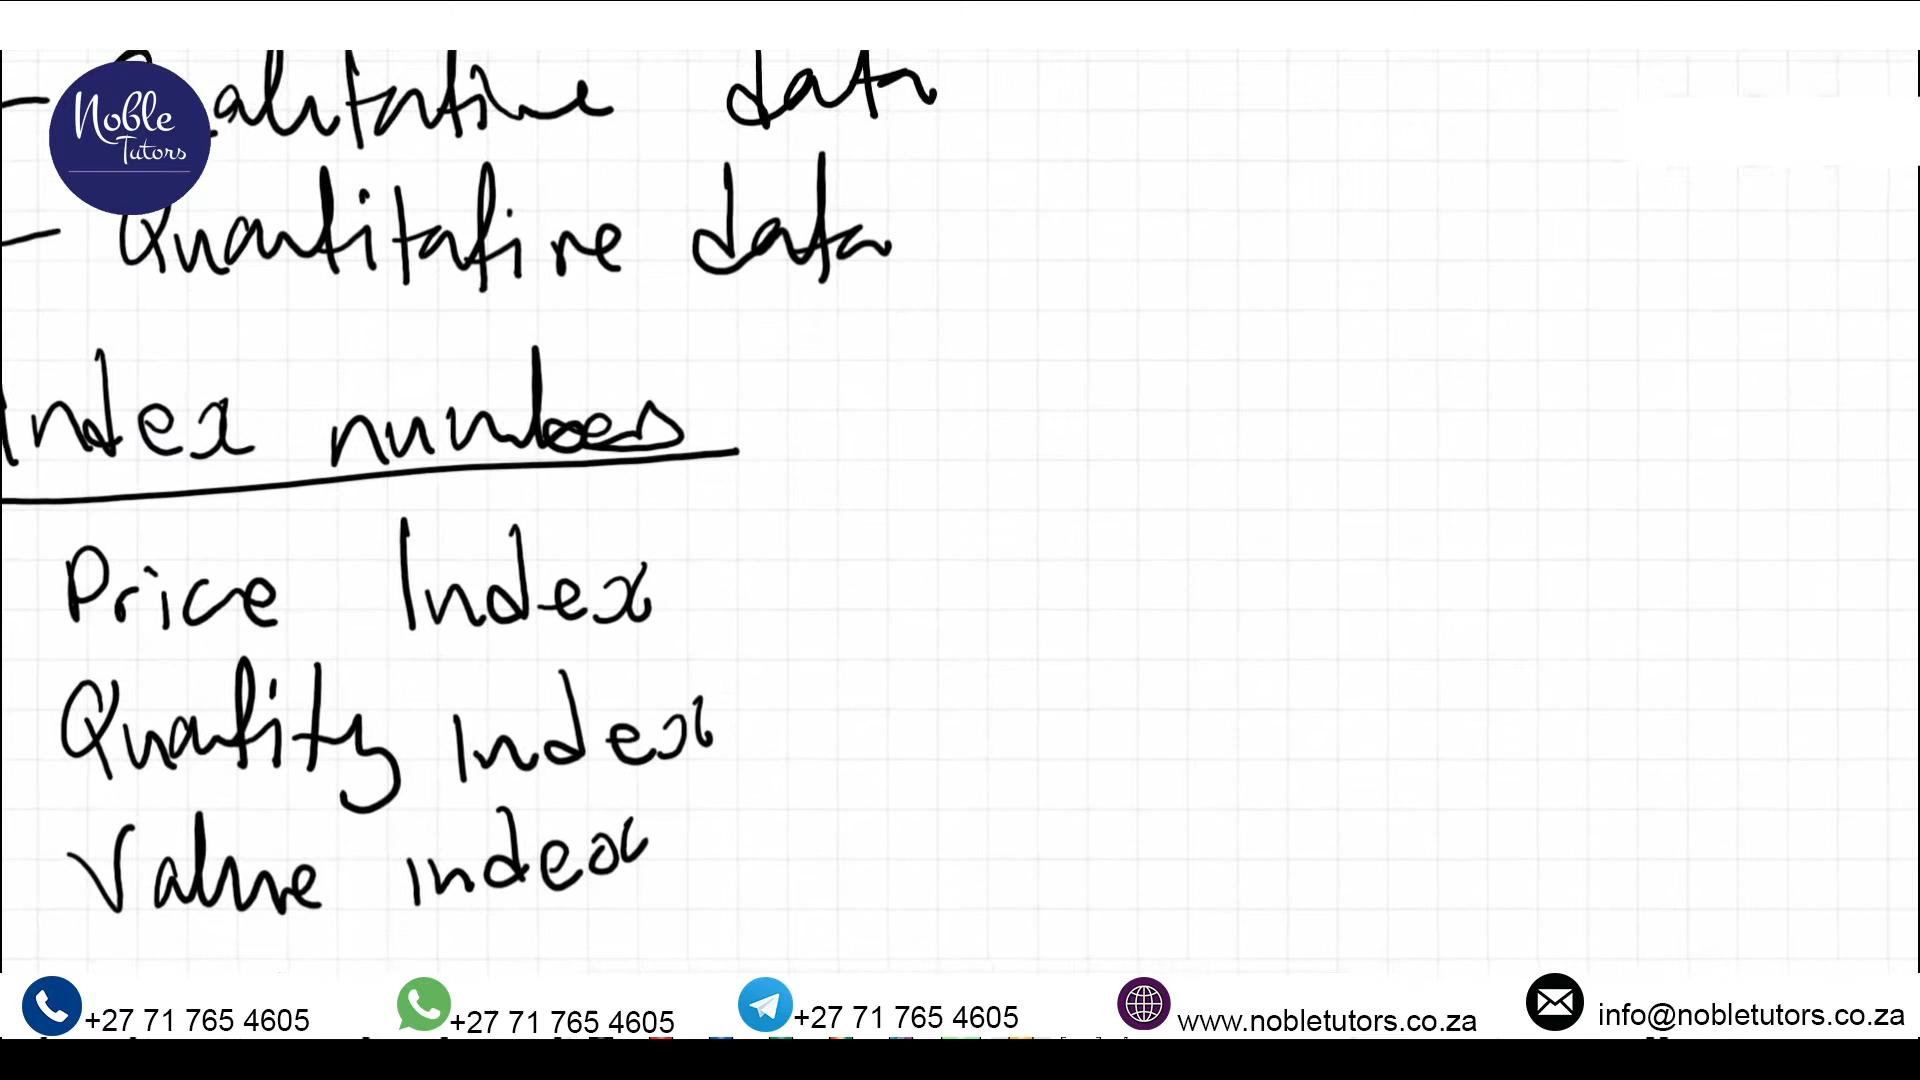 - Qualitative data
Noble
Tutors
- Quantitative data
Index numbers
Price Index
Quantity index
Value index
+27 71 765 4605
+27 71 765 4605
+27 71 765 4605
www.nobletutors.co.za
info@nobletutors.co.za